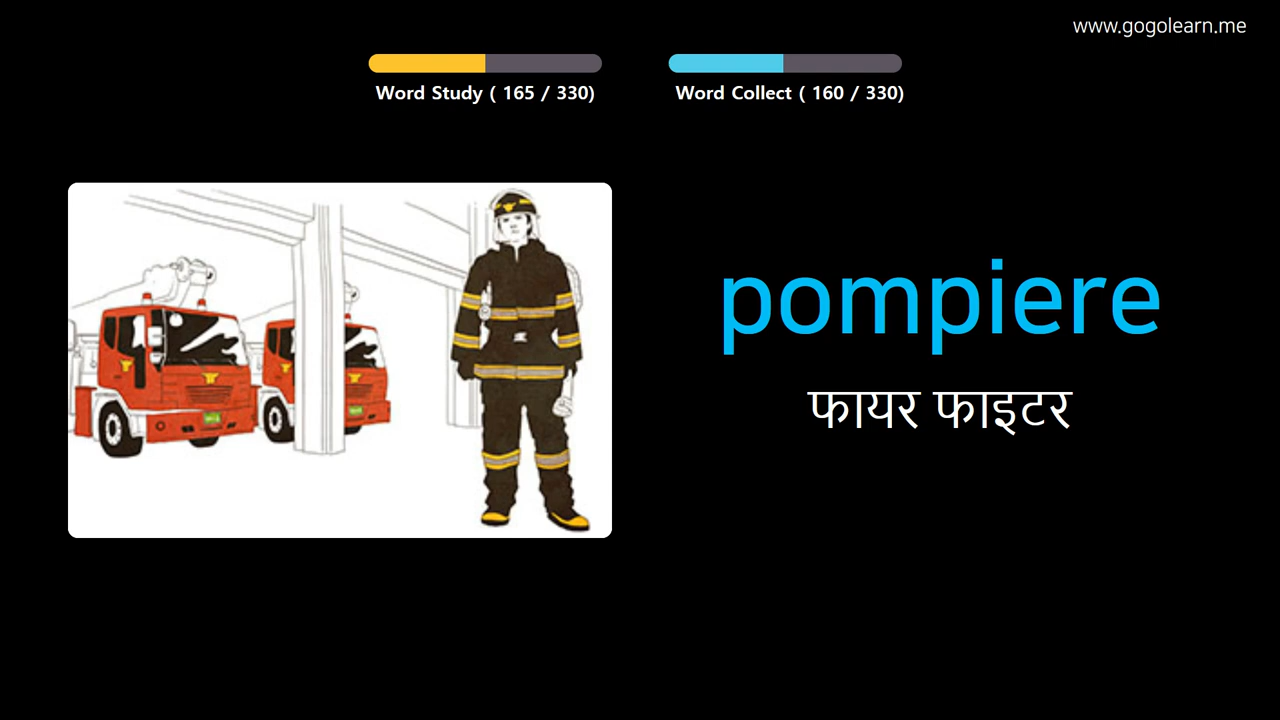 www.gogolearn.me
Word Study ( 165 / 330)
Word Collect ( 160 / 330)
pompiere
फायर फाइटर